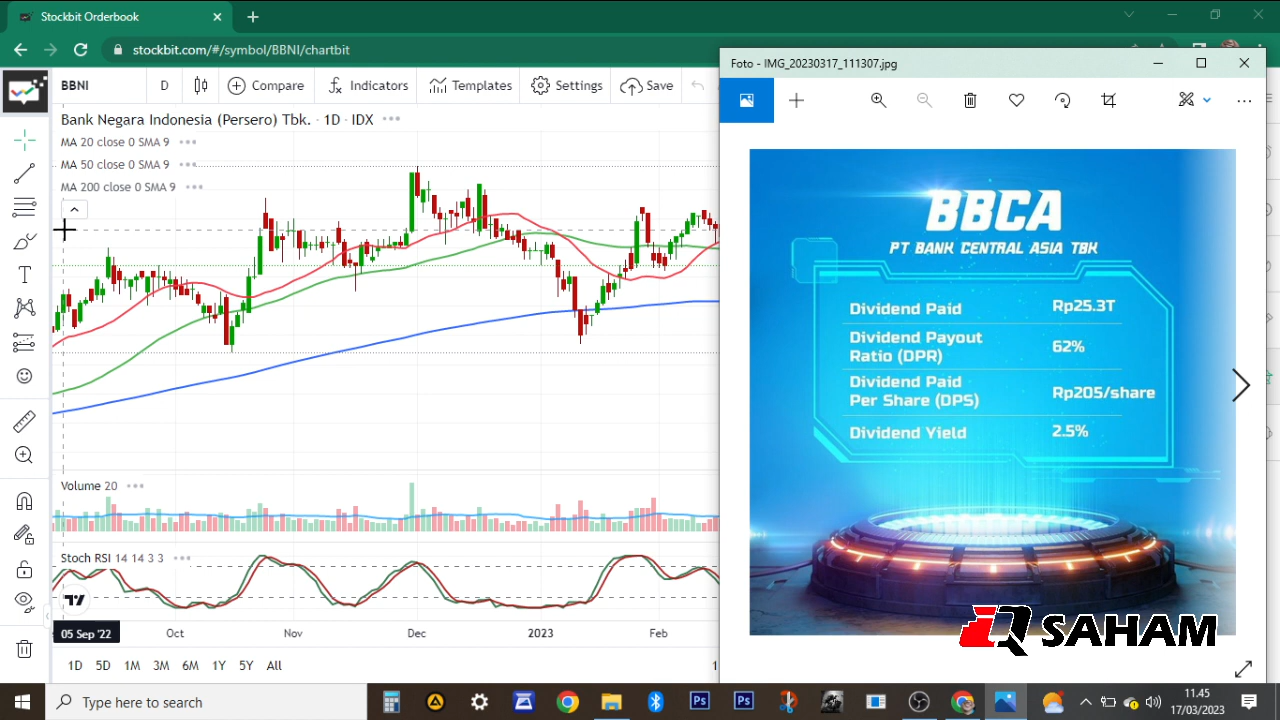 Stockbit Orderbook
stockbit.com/#/symbol/BBNI/chartbit
BBNI
D
Compare
Indicators
Templates
Settings
Save
Bank Negara Indonesia (Persero) Tbk. · 1D · IDX
MA 20 close 0 SMA 9
MA 50 close 0 SMA 9
MA 200 close 0 SMA 9
Volume 20
Stoch RSI 14 14 3 3
05 Sep '22
Oct
Nov
Dec
2023
Feb
1D 5D 1M 3M 6M 1Y 5Y All
Foto - IMG_20230317_111307.jpg
BBCA
PT BANK CENTRAL ASIA TBK
Dividend Paid Rp25.3T
Dividend Payout
Ratio (DPR) 62%
Dividend Paid
Per Share (DPS) Rp205/share
Dividend Yield 2.5%
IQ SAHAM
Type here to search
Ps
Ps
11.45
17/03/2023